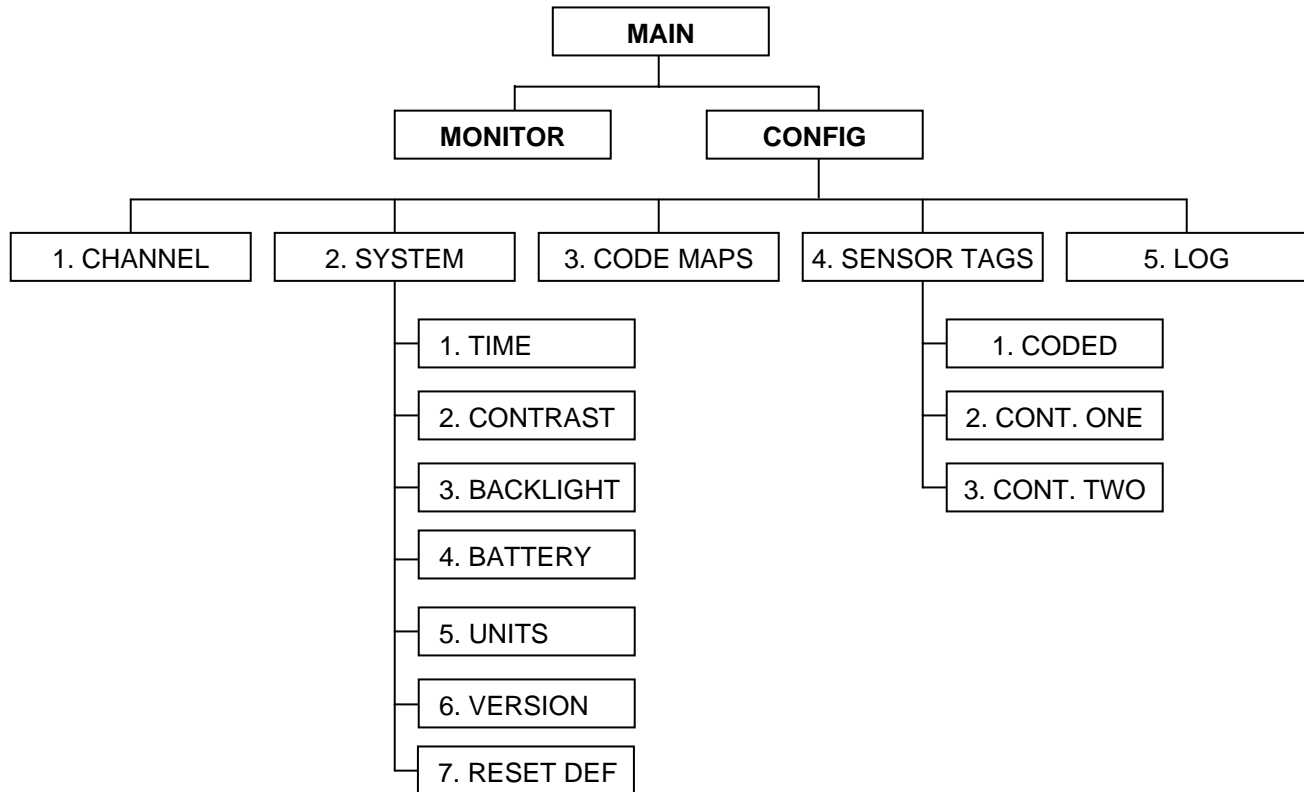 MAIN
MONITOR
CONFIG
1. CHANNEL
2. SYSTEM
3. CODE MAPS
4. SENSOR TAGS
5. LOG
1. TIME
2. CONTRAST
3. BACKLIGHT
4. BATTERY
5. UNITS
6. VERSION
7. RESET DEF
1. CODED
2. CONT. ONE
3. CONT. TWO